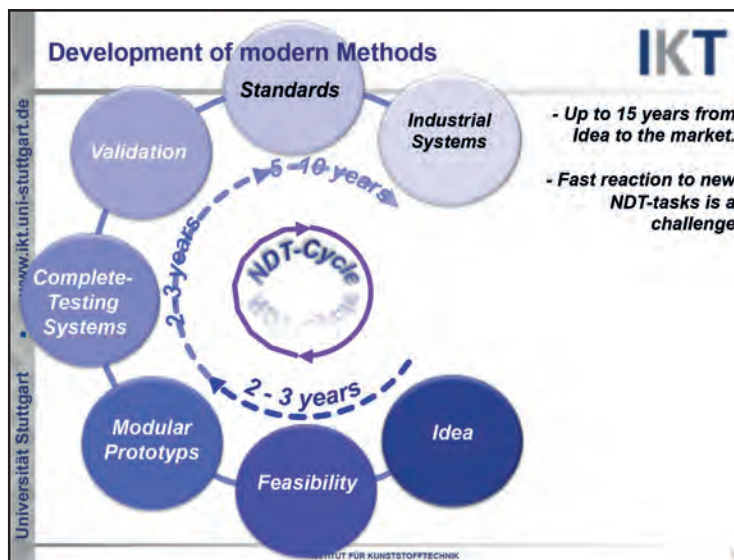 Development of modern Methods
IKT
Standards
Industrial
Systems
Validation
- Up to 15 years from
Idea to the market.
- Fast reaction to new
NDT-tasks is a
challenge
5 - 10 years
2 - 3 years
NDT-Cycle
NDT-Cycle
Complete-
Testing
Systems
2 - 3 years
Modular
Prototyps
Feasibility
Idea
Universität Stuttgart
www.ikt.uni-stuttgart.de
FÜR KUNSTSTOFFTECHNIK